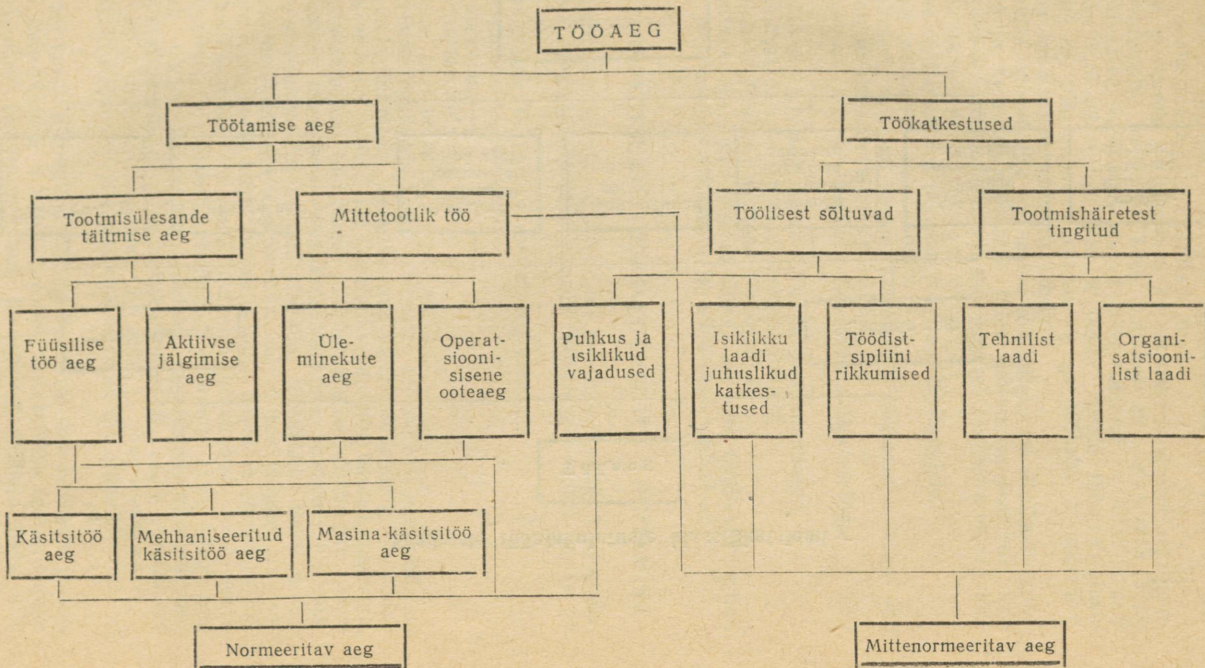 TÖÖAEG
Töötamise aeg
Töökatkestused
Tootmisülesande
täitmise aeg
Mittetootlik töö
Töölisest sõltuvad
Tootmishäiretest
tingitud
Füüsilise
töö aeg
Aktiivse
jälgimise
aeg
Üle-
minekute
aeg
Operat-
siooni-
sisene
ooteaeg
Puhkus ja
isiklikud
vajadused
Isiklikku
laadi
juhuslikud
katkes-
tused
Töödist-
sipliini
rikkumised
Tehnilist
laadi
Organi-
satsiooni-
list laadi
Käsitsitöö
aeg
Mehhaniseeritud
käsitsitöö aeg
Masina-käsitsitöö
aeg
Normeeritav aeg
Mittenormeeritav aeg